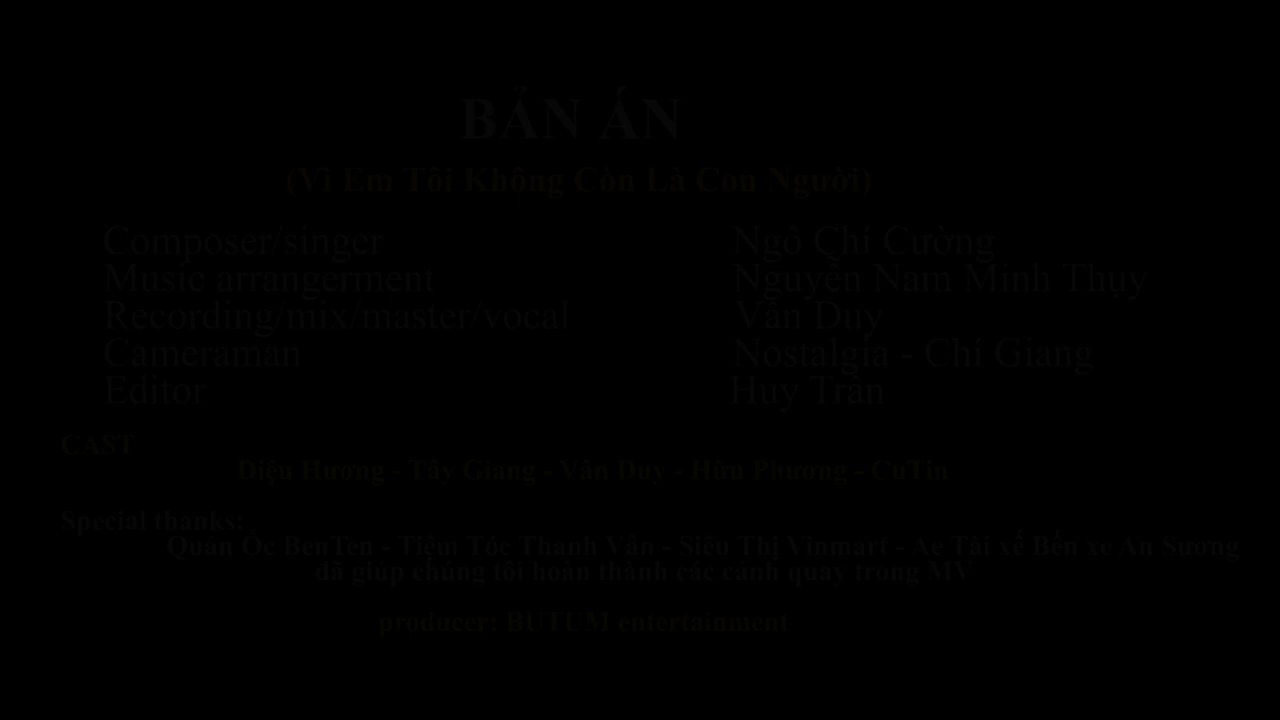 BẢN ÁN
(Vì Em Tôi Không Còn Là Con Người)
Composer/singer Ngô Chí Cường
Music arrangerment Nguyễn Nam Minh Thụy
Recording/mix/master/vocal Văn Duy
Cameraman Nostalgia - Chí Giang
Editor Huy Trần
CAST
Diệu Hương - Tây Giang - Văn Duy - Hữu Phương - CuTin
Special thanks:
Quán Ốc BenTen - Tiệm Tóc Thanh Vân - Siêu Thị Vinmart - Ae Tài xế Bến xe An Sương
đã giúp chúng tôi hoàn thành các cảnh quay trong MV
producer: BUTUM entertainment